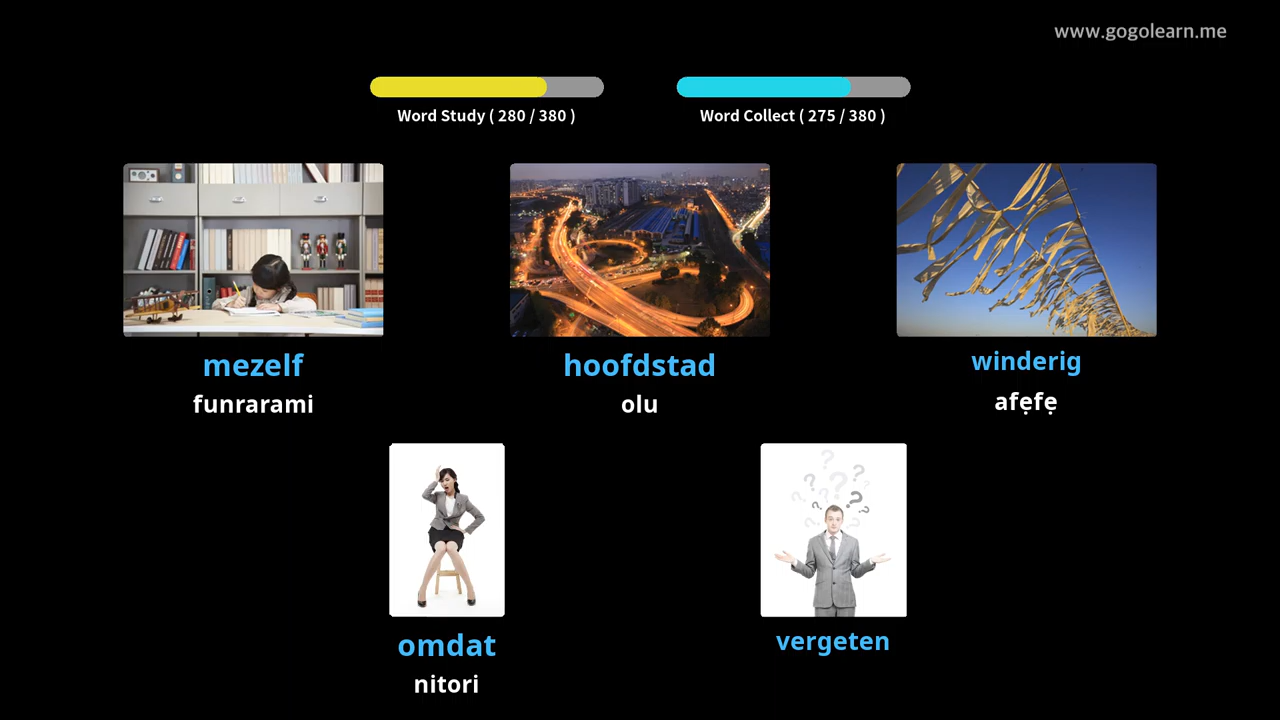 www.gogolearn.me
Word Study ( 280 / 380 )
Word Collect ( 275 / 380 )
mezelf
funrarami
hoofdstad
olu
winderig
afẹfẹ
omdat
nitori
vergeten